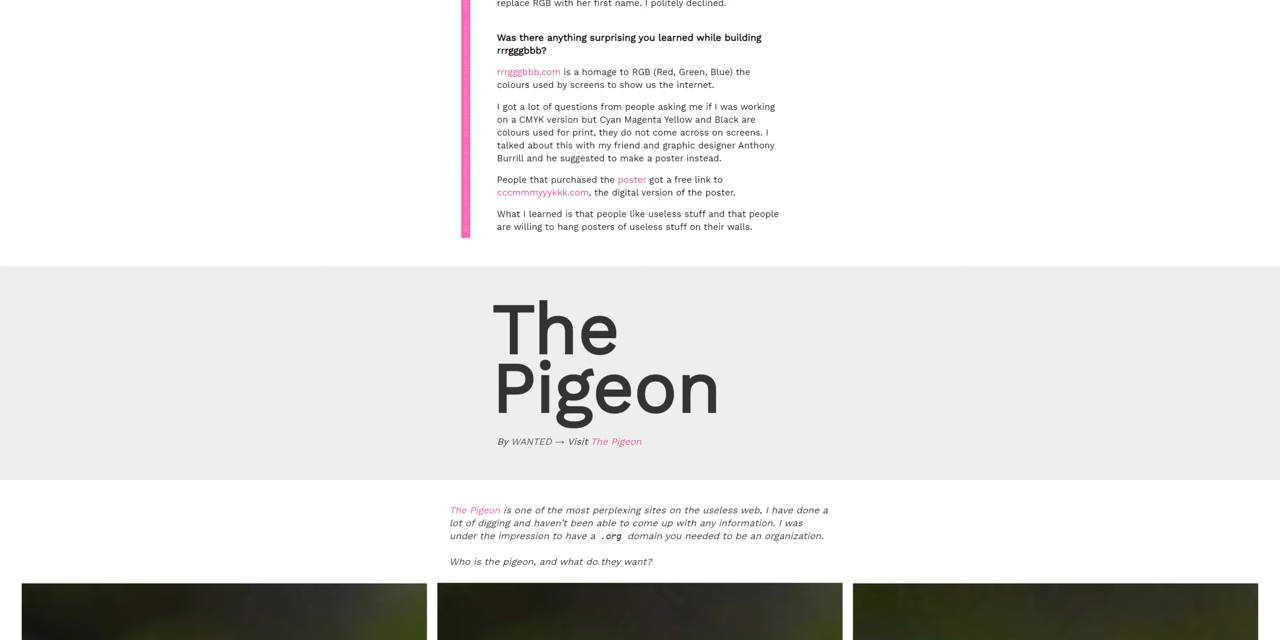 replace RGB with her first name. I politely declined.
Was there anything surprising you learned while building
rrrgggbbb?
rrrgggbbb.com is a homage to RGB (Red, Green, Blue) the
colours used by screens to show us the internet.
I got a lot of questions from people asking me if I was working
on a CMYK version but Cyan Magenta Yellow and Black are
colours used for print, they do not come across on screens. I
talked about this with my friend and graphic designer Anthony
Burrill and he suggested to make a poster instead.
People that purchased the poster got a free link to
cccmmmyyykkk.com, the digital version of the poster.
What I learned is that people like useless stuff and that people
are willing to hang posters of useless stuff on their walls.
The
Pigeon
By WANTED → Visit The Pigeon
The Pigeon is one of the most perplexing sites on the useless web, I have done a
lot of digging and haven't been able to come up with any information. I was
under the impression to have a .org domain you needed to be an organization.
Who is the pigeon, and what do they want?